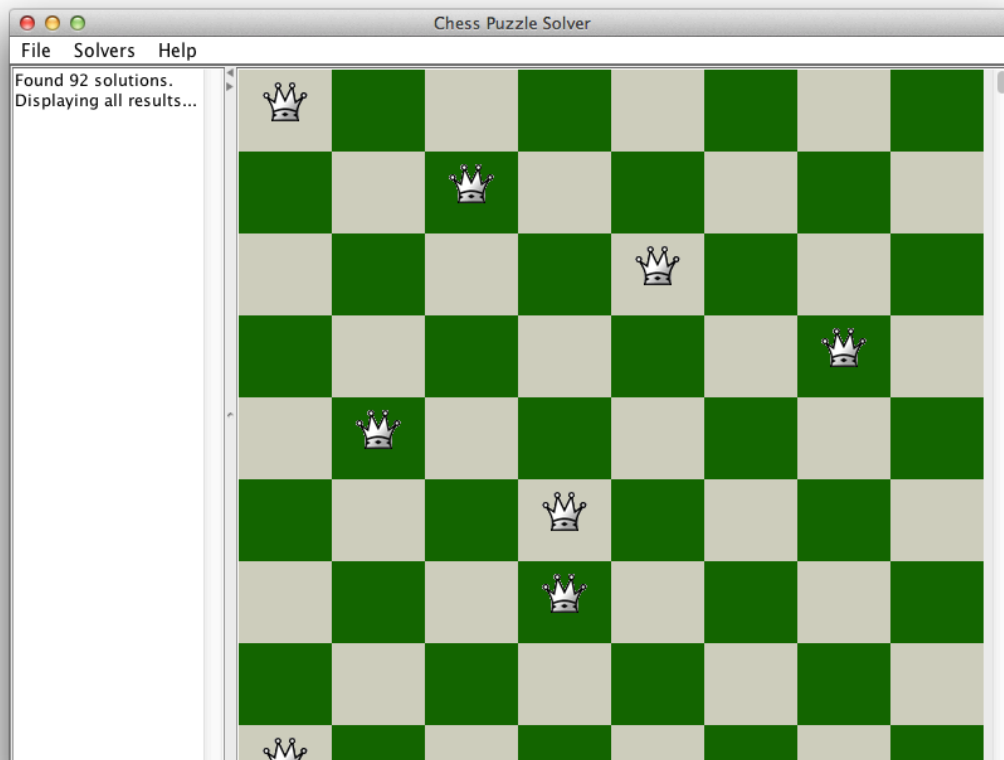 Chess Puzzle Solver
File Solvers Help
Found 92 solutions.
Displaying all results...